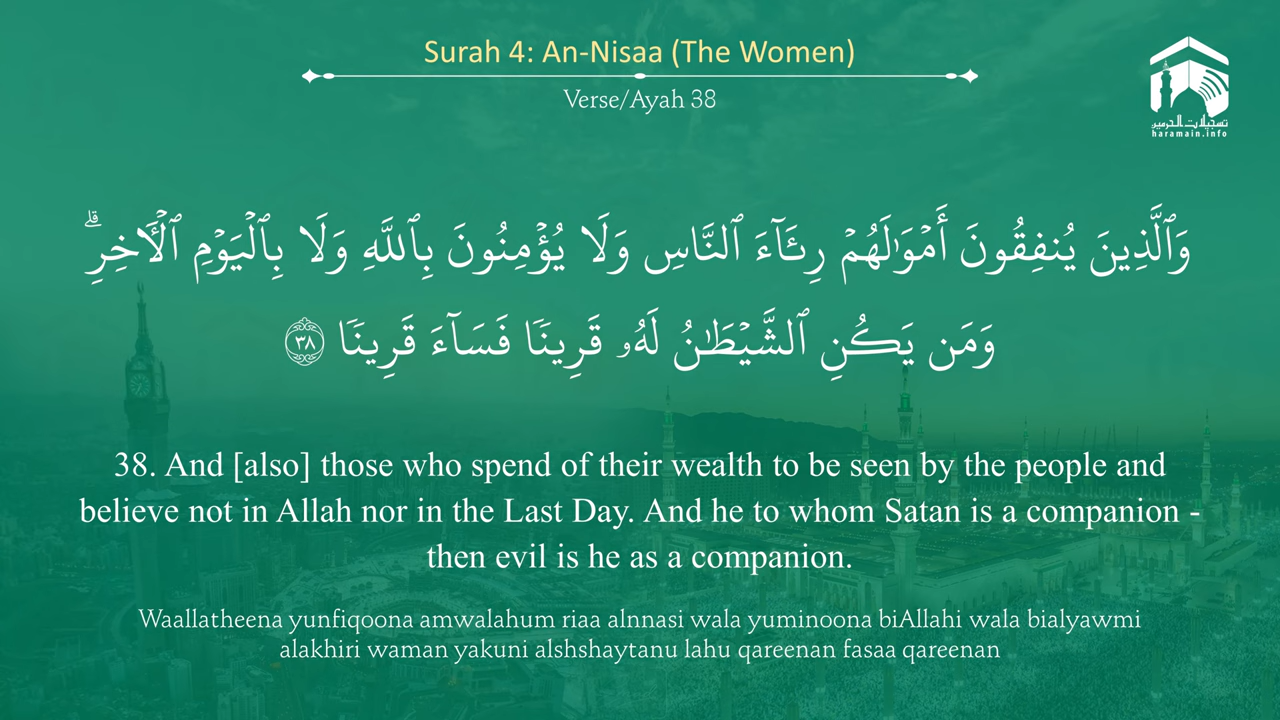 Surah 4: An-Nisaa (The Women)
Verse/Ayah 38
تسجيلات الحرمين
haramain.info
وَٱلَّذِينَ يُنفِقُونَ أَمْوَٰلَهُمْ رِئَآءَ ٱلنَّاسِ وَلَا يُؤْمِنُونَ بِٱللَّهِ وَلَا بِٱلْيَوْمِ ٱلْـَٔاخِرِ ۗ
وَمَن يَكُنِ ٱلشَّيْطَـٰنُ لَهُۥ قَرِينًا فَسَآءَ قَرِينًا ٣٨
38. And [also] those who spend of their wealth to be seen by the people and
believe not in Allah nor in the Last Day. And he to whom Satan is a companion -
then evil is he as a companion.
Waallatheena yunfiqoona amwalahum riaa alnnasi wala yuminoona biAllahi wala bialyawmi
alakhiri waman yakuni alshshaytanu lahu qareenan fasaa qareenan